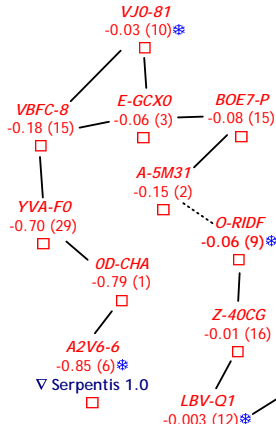 VJ0-81
-0.03 (10)❄
E-GCX0
-0.06 (3)
BOE7-P
-0.08 (15)
VBFC-8
-0.18 (15)
A-5M31
-0.15 (2)
YVA-F0
-0.70 (29)
O-RIDF
-0.06 (9)❄
0D-CHA
-0.79 (1)
Z-40CG
-0.01 (16)
A2V6-6
-0.85 (6)❄
∇ Serpentis 1.0
LBV-Q1
-0.003 (12)❄